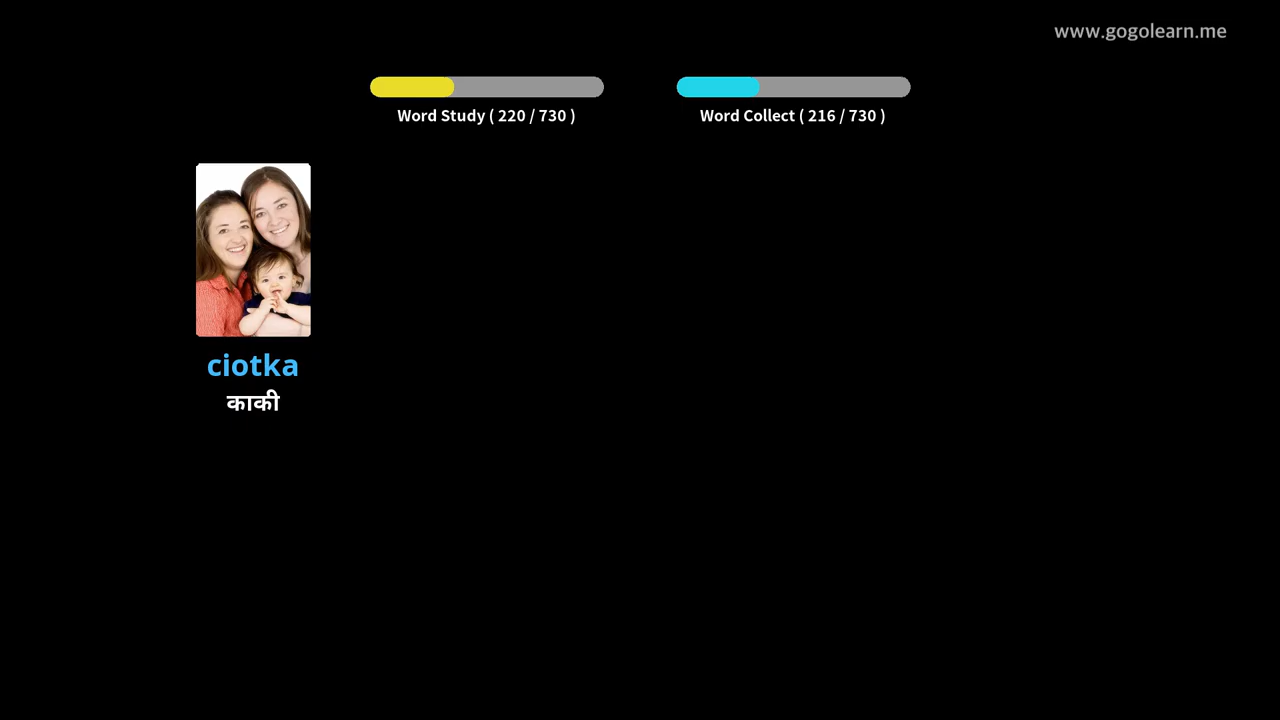 www.gogolearn.me
Word Study ( 220 / 730 )
Word Collect ( 216 / 730 )
ciotka
काकी